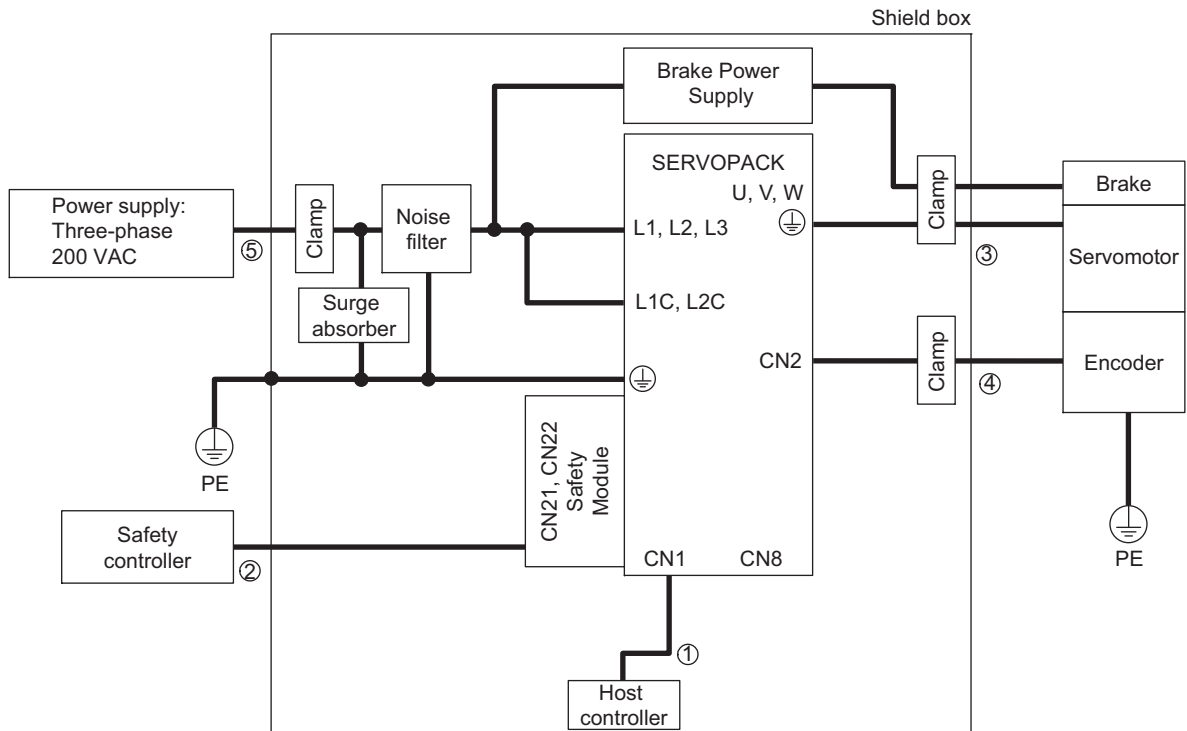 Shield box
Brake Power
Supply
SERVOPACK
U, V, W
Clamp
Brake
Power supply:
Three-phase
200 VAC
⑤
Clamp
Noise
filter
L1, L2, L3
③
Servomotor
Surge
absorber
L1C, L2C
CN2
Clamp
④
Encoder
PE
CN21, CN22
Safety
Module
PE
Safety
controller
②
CN1
CN8
①
Host
controller